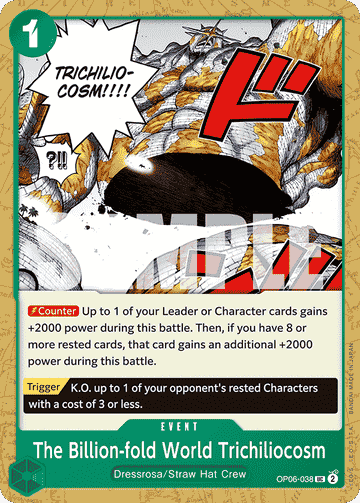 1
TRICHILIO-
COSM!!!!
?!!
ド
SAMPLE
Counter Up to 1 of your Leader or Character cards gains
+2000 power during this battle. Then, if you have 8 or
more rested cards, that card gains an additional +2000
power during this battle.
Trigger K.O. up to 1 of your opponent's rested Characters
with a cost of 3 or less.
EVENT
The Billion-fold World Trichiliocosm
Dressrosa/Straw Hat Crew
OP06-038 UC 2